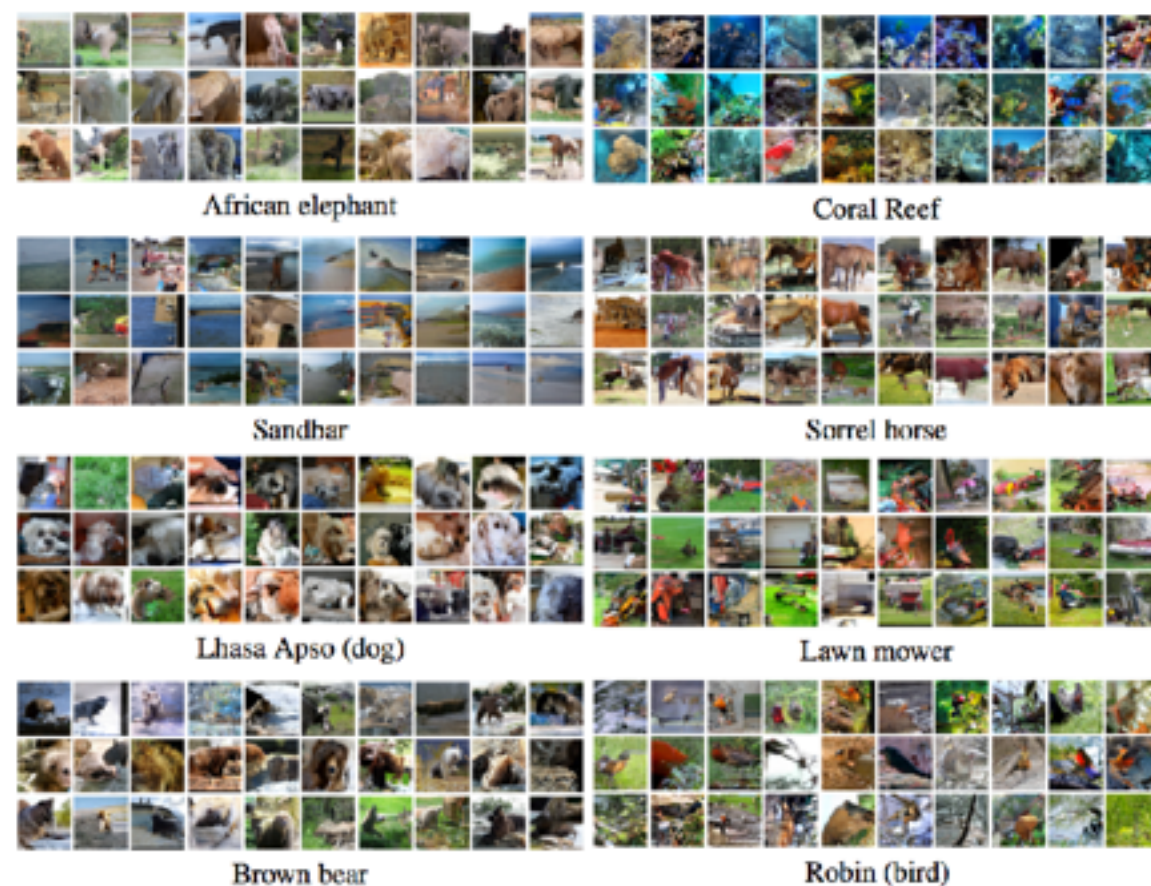 African elephant
Coral Reef
Sandbar
Sorrel horse
Lhasa Apso (dog)
Lawn mower
Brown bear
Robin (bird)